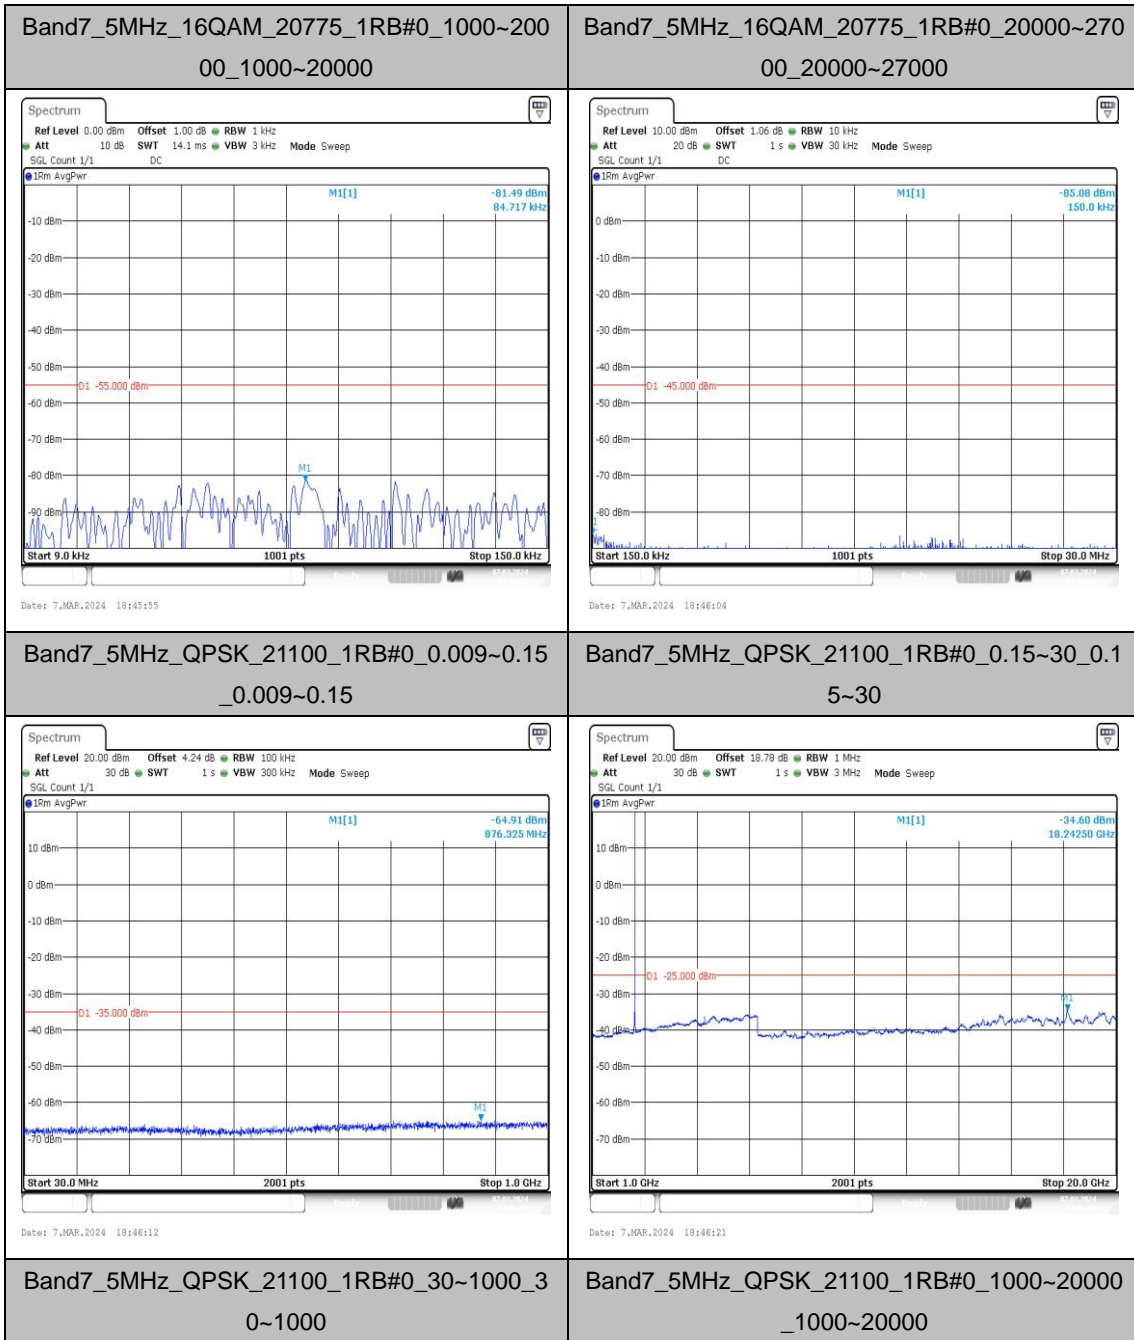 Band7_5MHz_16QAM_20775_1RB#0_1000~200
00_1000~20000
Band7_5MHz_16QAM_20775_1RB#0_20000~270
00_20000~27000
Spectrum
Ref Level 0.00 dBm Offset 1.00 dB RBW 1 kHz
Att 10 dB SWT 14.1 ms VBW 3 kHz Mode Sweep
SGL Count 1/1 DC
1Rm AvgPwr
M1[1] -81.49 dBm
84.717 kHz
-10 dBm
-20 dBm
-30 dBm
-40 dBm
-50 dBm
D1 -55.000 dBm
-60 dBm
-70 dBm
M1
-80 dBm
-90 dBm
Start 9.0 kHz 1001 pts Stop 150.0 kHz
Date: 7.MAR.2024 18:45:55
Spectrum
Ref Level 10.00 dBm Offset 1.06 dB RBW 10 kHz
Att 20 dB SWT 1 s VBW 30 kHz Mode Sweep
SGL Count 1/1 DC
1Rm AvgPwr
M1[1] -85.08 dBm
150.0 kHz
0 dBm
-10 dBm
-20 dBm
-30 dBm
-40 dBm
D1 -45.000 dBm
-50 dBm
-60 dBm
-70 dBm
-80 dBm
Start 150.0 kHz 1001 pts Stop 30.0 MHz
Date: 7.MAR.2024 18:46:04
Band7_5MHz_QPSK_21100_1RB#0_0.009~0.15
_0.009~0.15
Band7_5MHz_QPSK_21100_1RB#0_0.15~30_0.1
5~30
Spectrum
Ref Level 20.00 dBm Offset 4.24 dB RBW 100 kHz
Att 30 dB SWT 1 s VBW 300 kHz Mode Sweep
SGL Count 1/1
1Rm AvgPwr
M1[1] -64.91 dBm
876.325 MHz
10 dBm
0 dBm
-10 dBm
-20 dBm
-30 dBm
D1 -35.000 dBm
-40 dBm
-50 dBm
-60 dBm
M1
-70 dBm
Start 30.0 MHz 2001 pts Stop 1.0 GHz
Date: 7.MAR.2024 18:46:12
Spectrum
Ref Level 20.00 dBm Offset 18.78 dB RBW 1 MHz
Att 30 dB SWT 1 s VBW 3 MHz Mode Sweep
SGL Count 1/1
1Rm AvgPwr
M1[1] -34.60 dBm
18.24250 GHz
10 dBm
0 dBm
-10 dBm
-20 dBm
D1 -25.000 dBm
-30 dBm
M1
-40 dBm
-50 dBm
-60 dBm
-70 dBm
Start 1.0 GHz 2001 pts Stop 20.0 GHz
Date: 7.MAR.2024 18:46:21
Band7_5MHz_QPSK_21100_1RB#0_30~1000_3
0~1000
Band7_5MHz_QPSK_21100_1RB#0_1000~20000
_1000~20000